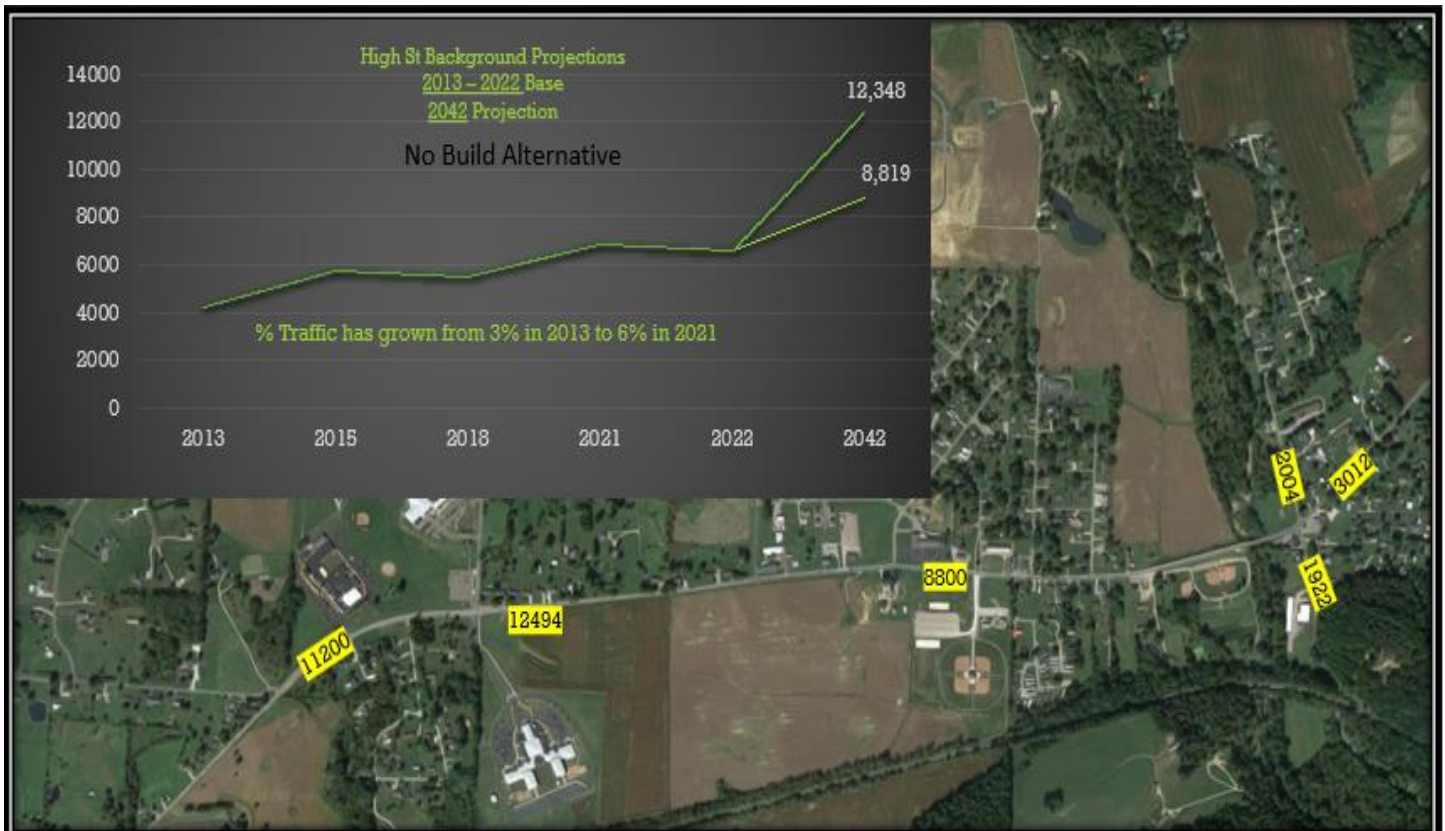 High St Background Projections
2013 – 2022 Base
2042 Projection
No Build Alternative
14000
12000
10000
8000
6000
4000
2000
0
12,348
8,819
% Traffic has grown from 3% in 2013 to 6% in 2021
2013 2015 2018 2021 2022 2042
2004
3012
1922
8800
12494
11200